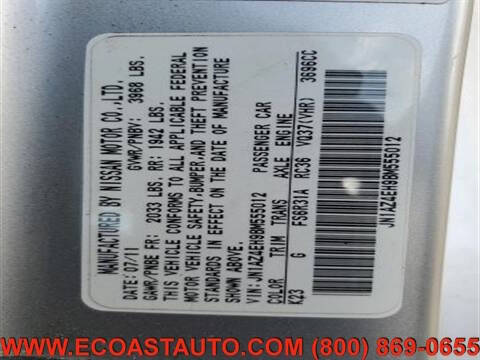 MANUFACTURED BY NISSAN MOTOR CO.,LTD.
DATE: 07/11 GVWR/PNBV: 3968 LBS.
GAWR/PNBE FR: 2033 LBS. RR: 1942 LBS.
THIS VEHICLE CONFORMS TO ALL APPLICABLE FEDERAL
MOTOR VEHICLE SAFETY,BUMPER,AND THEFT PREVENTION
STANDARDS IN EFFECT ON THE DATE OF MANUFACTURE
SHOWN ABOVE.
VIN: JN1AZ4EH9BM555012 PASSENGER CAR
COLOR TRIM TRANS AXLE ENGINE
K23 G FS6R31A RC36 VQ37(VHR) 3696CC
JN1AZ4EH9BM555012
WWW.ECOASTAUTO.COM (800) 869-0655